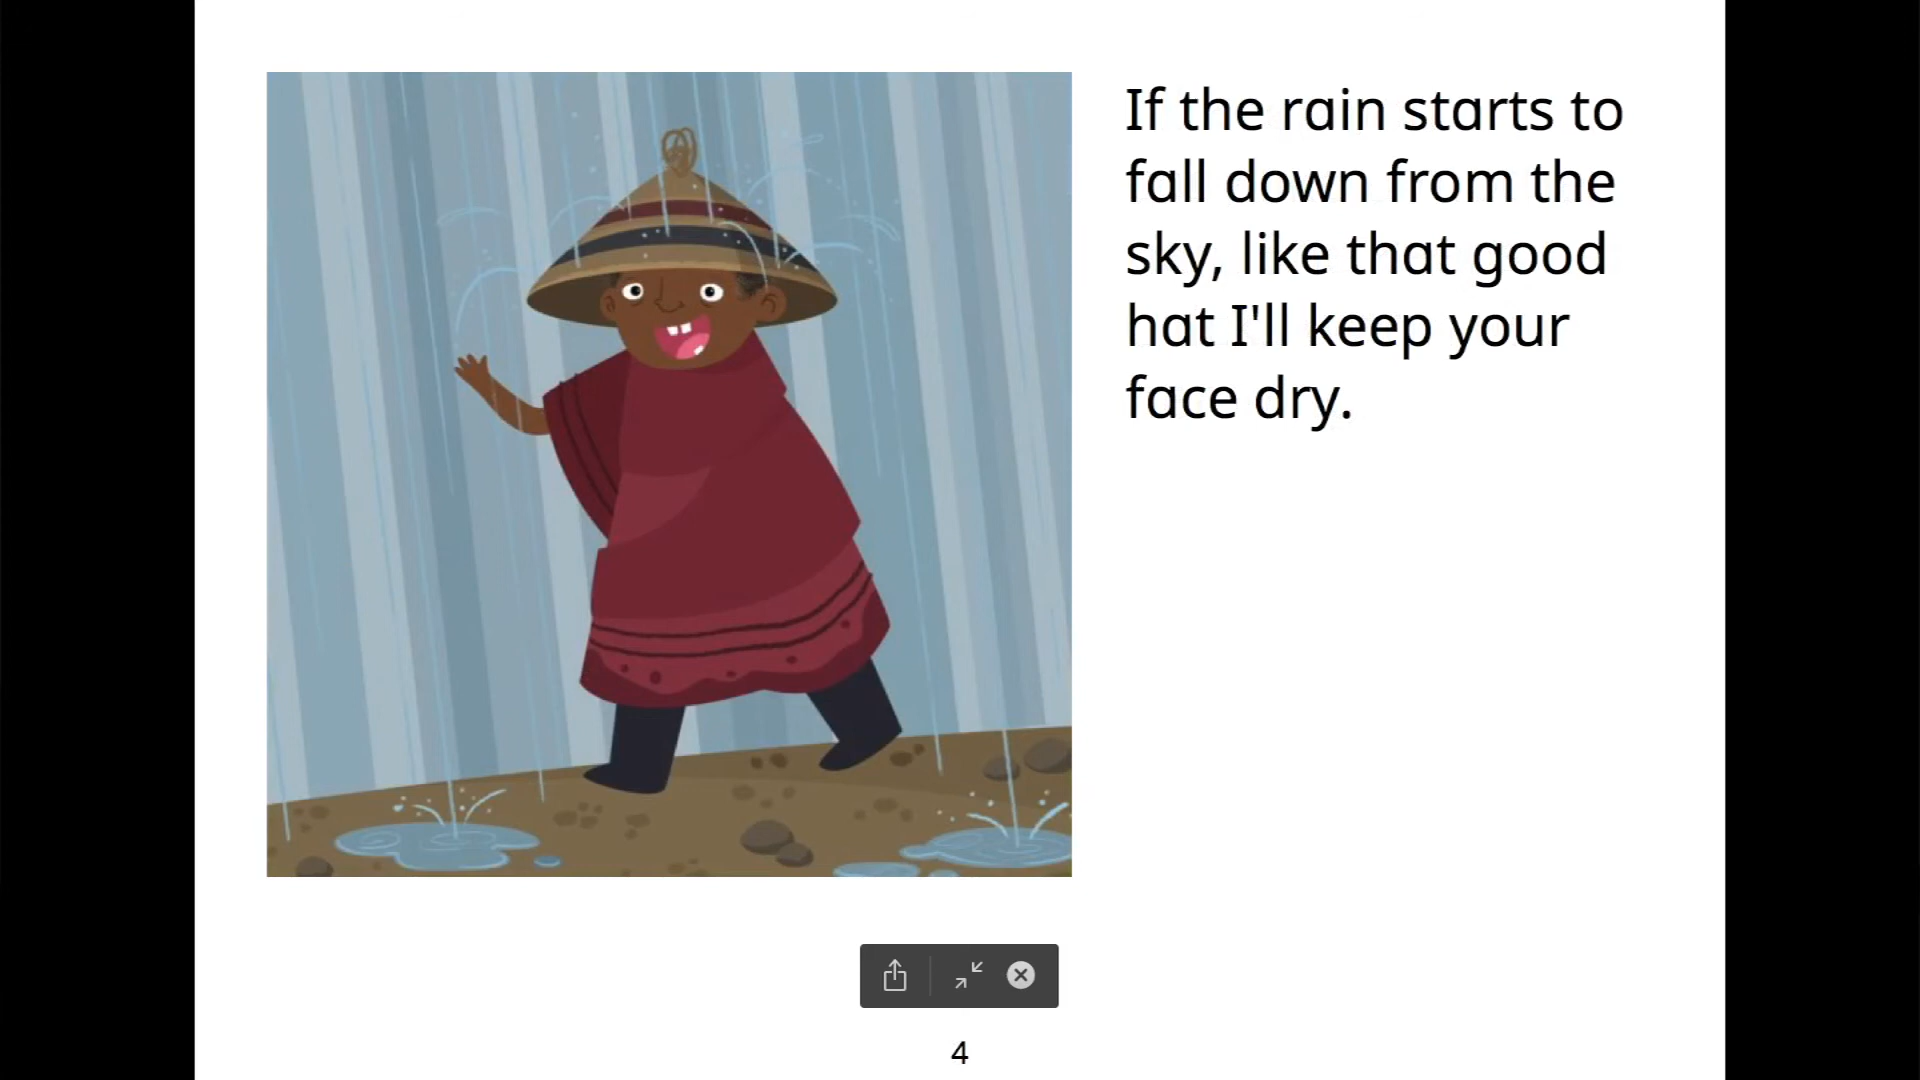 If the rain starts to
fall down from the
sky, like that good
hat I'll keep your
face dry.
4